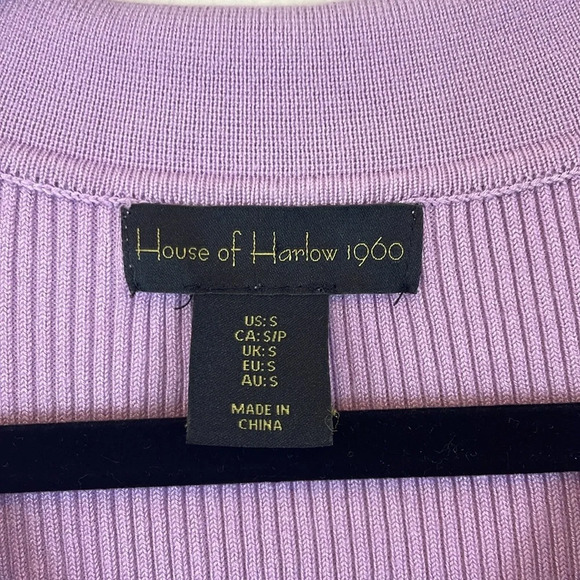 House of Harlow 1960
US: S
CA: S/P
UK: S
EU: S
AU: S
MADE IN
CHINA